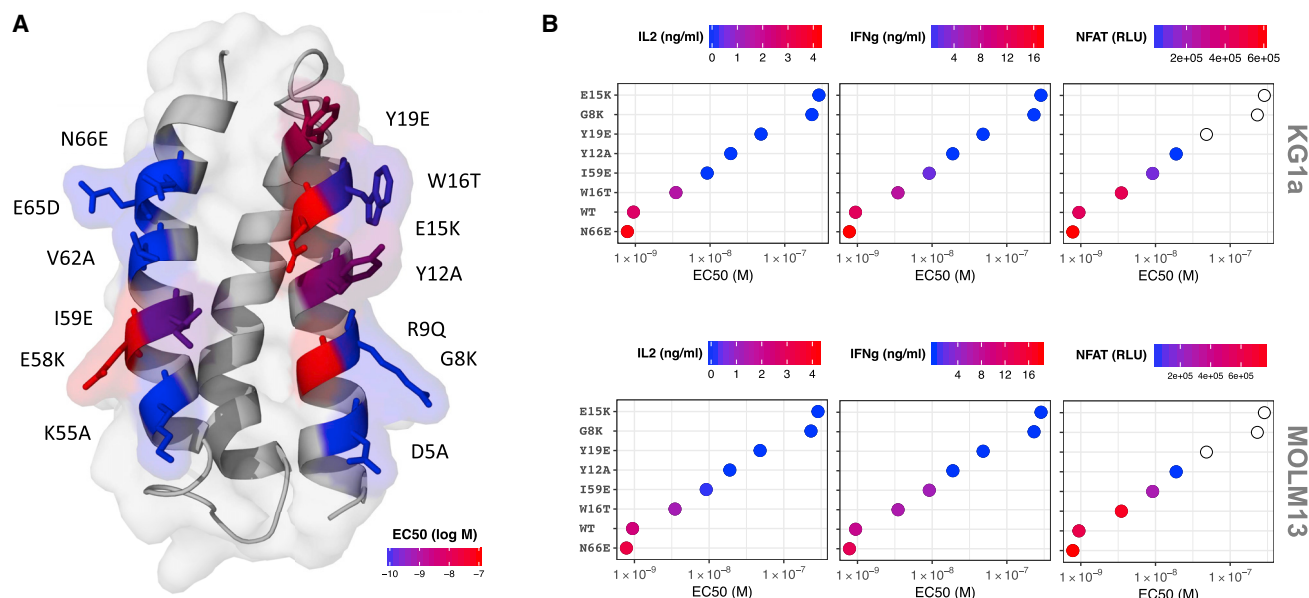 A
N66E
E65D
V62A
I59E
E58K
K55A
Y19E
W16T
E15K
Y12A
R9Q
G8K
D5A
EC50 (log M)
−10 −9 −8 −7
B
IL2 (ng/ml)
0 1 2 3 4
IFNg (ng/ml)
4 8 12 16
NFAT (RLU)
2e+05 4e+05 6e+05
E15K
G8K
Y19E
Y12A
I59E
W16T
WT
N66E
1 × 10⁻⁹ 1 × 10⁻⁸ 1 × 10⁻⁷
EC50 (M)
1 × 10⁻⁹ 1 × 10⁻⁸ 1 × 10⁻⁷
EC50 (M)
1 × 10⁻⁹ 1 × 10⁻⁸ 1 × 10⁻⁷
EC50 (M)
KG1a
IL2 (ng/ml)
0 1 2 3 4
IFNg (ng/ml)
4 8 12 16
NFAT (RLU)
2e+05 4e+05 6e+05
E15K
G8K
Y19E
Y12A
I59E
W16T
WT
N66E
1 × 10⁻⁹ 1 × 10⁻⁸ 1 × 10⁻⁷
EC50 (M)
1 × 10⁻⁹ 1 × 10⁻⁸ 1 × 10⁻⁷
EC50 (M)
1 × 10⁻⁹ 1 × 10⁻⁸ 1 × 10⁻⁷
EC50 (M)
MOLM13